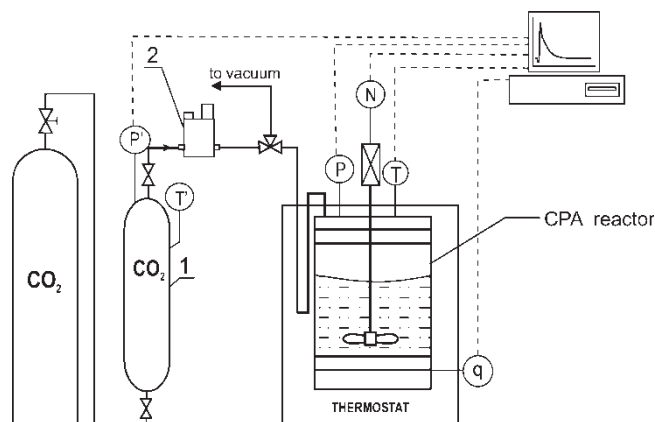 2
to vacuum
N
P'
P
T
T'
CPA reactor
CO₂
CO₂
1
q
THERMOSTAT